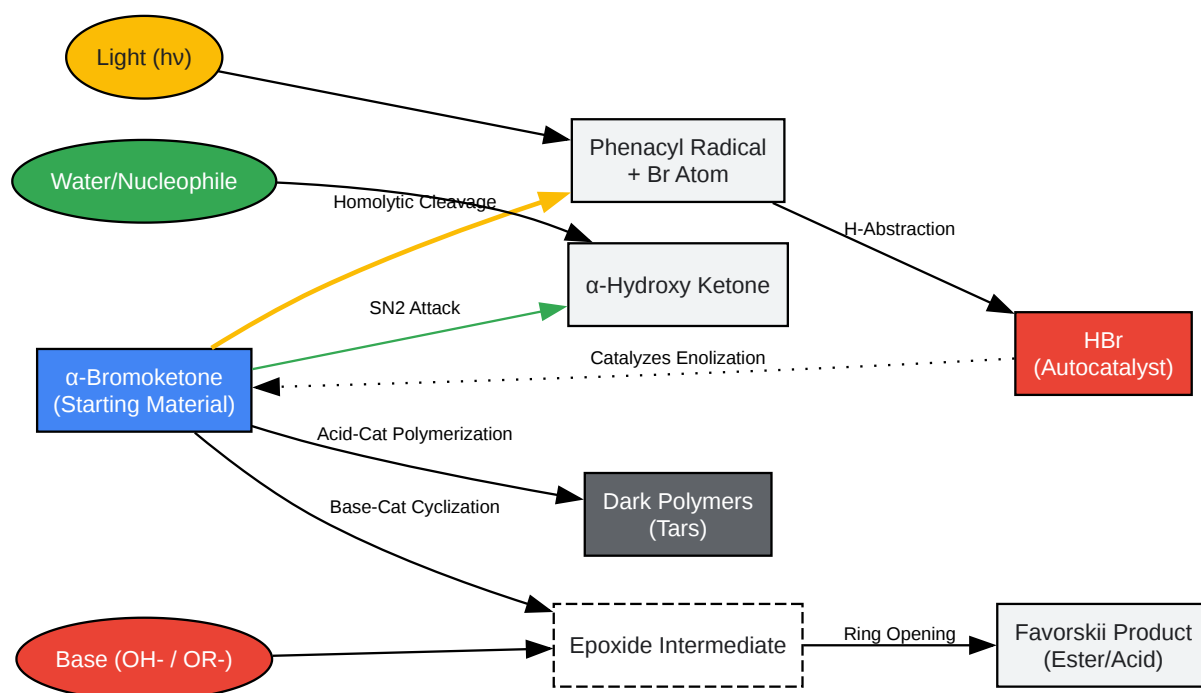 Light (hν)
Water/Nucleophile
Phenacyl Radical
+ Br Atom
Homolytic Cleavage
H-Abstraction
α-Hydroxy Ketone
SN2 Attack
HBr
(Autocatalyst)
Catalyzes Enolization
α-Bromoketone
(Starting Material)
Acid-Cat Polymerization
Dark Polymers
(Tars)
Base-Cat Cyclization
Base (OH- / OR-)
Epoxide Intermediate
Ring Opening
Favorskii Product
(Ester/Acid)